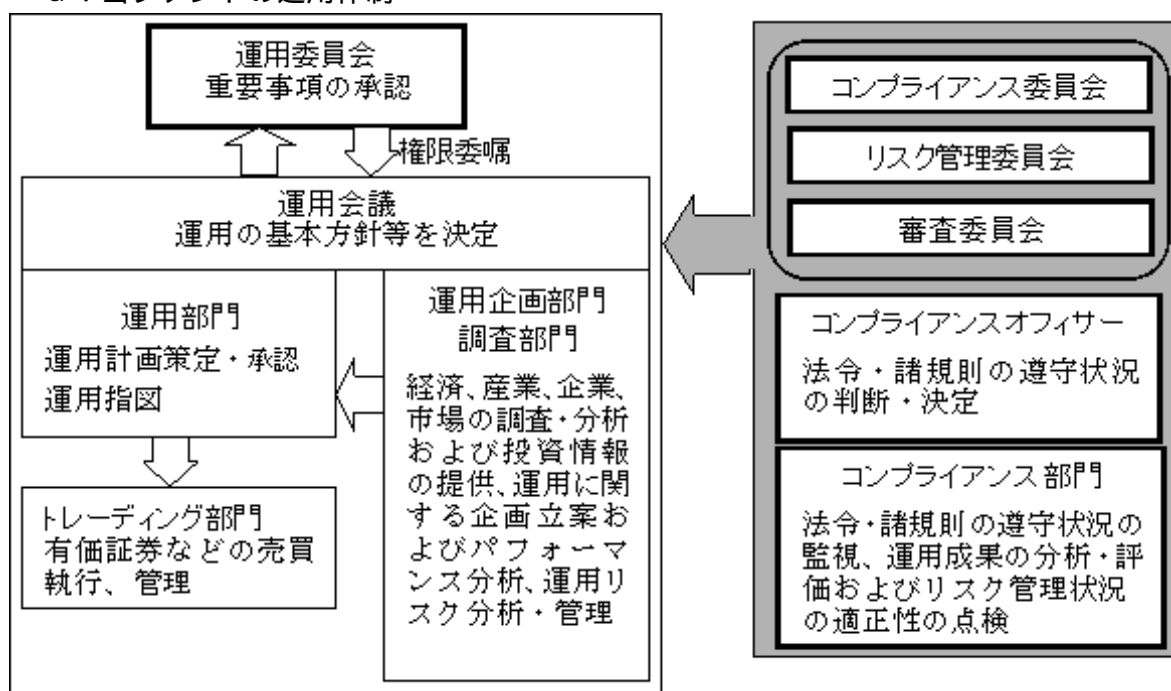 運用委員会
重要事項の承認
権限委嘱
運用会議
運用の基本方針等を決定
運用部門
運用計画策定・承認
運用指図
運用企画部門
調査部門
経済、産業、企業、
市場の調査・分析
および投資情報
の提供、運用に関
する企画立案お
よびパフォーマ
ンス分析、運用リ
スク分析・管理
トレーディング部門
有価証券などの売買
執行、管理
コンプライアンス委員会
リスク管理委員会
審査委員会
コンプライアンスオフィサー
法令・諸規則の遵守状況
の判断・決定
コンプライアンス部門
法令・諸規則の遵守状況の
監視、運用成果の分析・評
価およびリスク管理状況
の適正性の点検